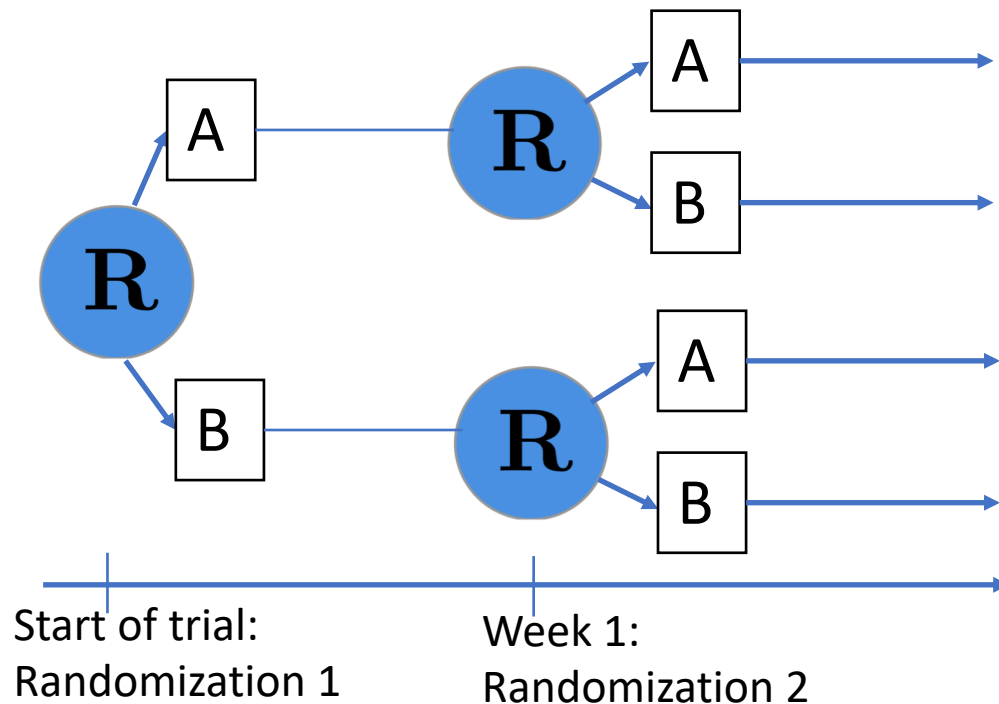 A
A
R
R
B
R
A
B
R
B
Start of trial:
Randomization 1
Week 1:
Randomization 2